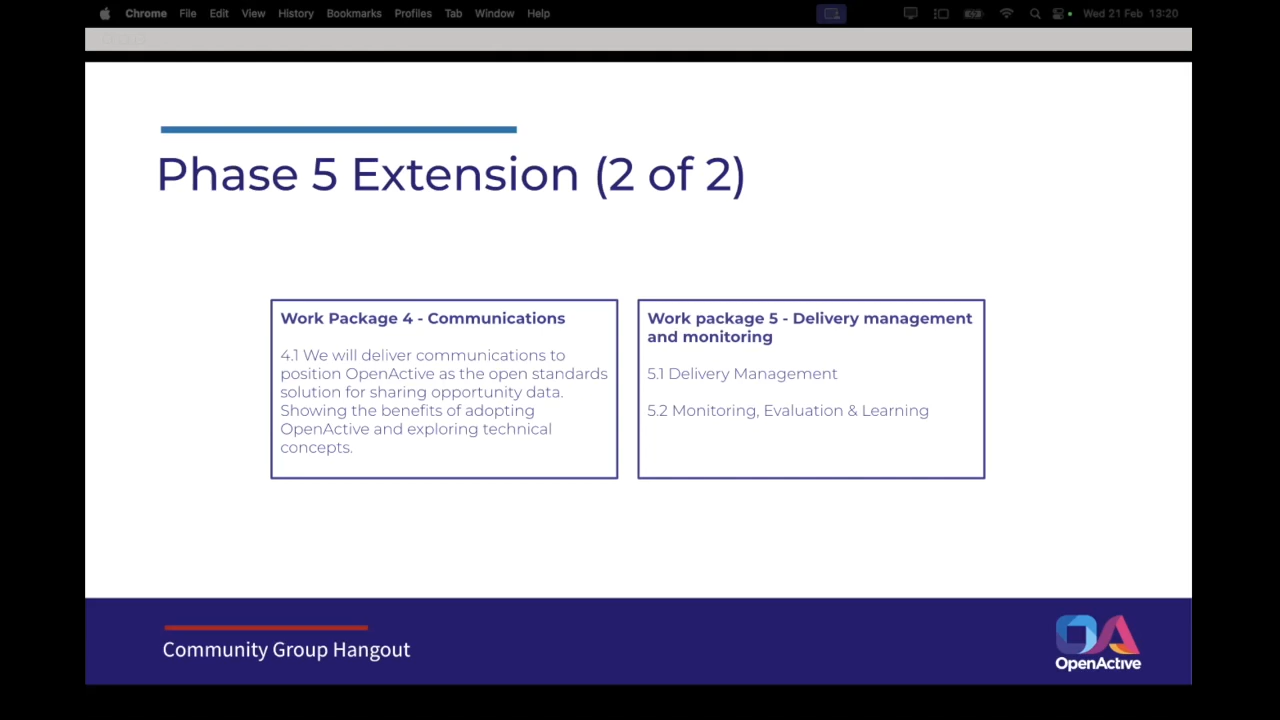 Chrome File Edit View History Bookmarks Profiles Tab Window Help Wed 21 Feb 13:20
Phase 5 Extension (2 of 2)
Work Package 4 - Communications
4.1 We will deliver communications to
position OpenActive as the open standards
solution for sharing opportunity data.
Showing the benefits of adopting
OpenActive and exploring technical
concepts.
Work package 5 - Delivery management
and monitoring
5.1 Delivery Management
5.2 Monitoring, Evaluation & Learning
Community Group Hangout
OA
OpenActive